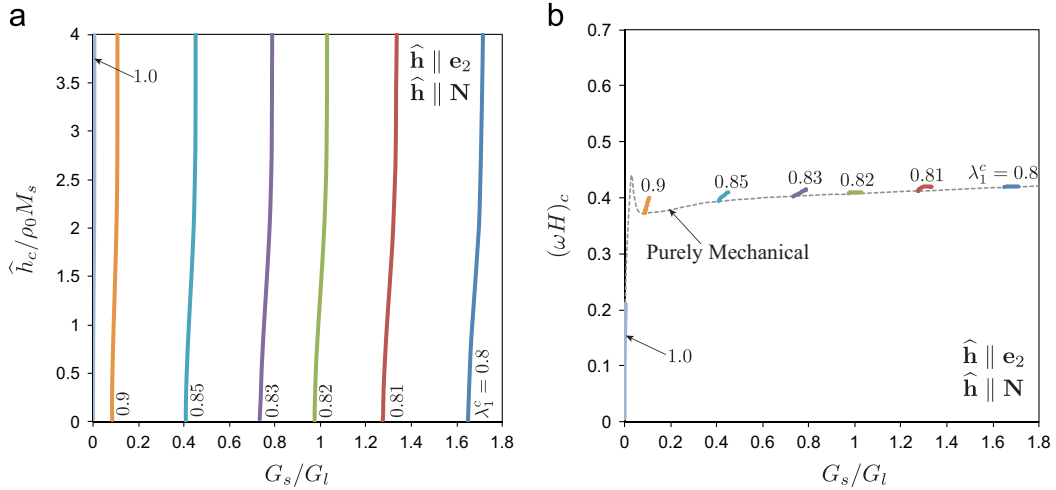 a
4
3.5
3
2.5
2
1.5
1
0.5
0
ĥ_c/ρ₀M_s
1.0
ĥ ∥ e₂
ĥ ∥ N
0.9
0.85
0.83
0.82
0.81
λ₁ᶜ = 0.8
0 0.2 0.4 0.6 0.8 1 1.2 1.4 1.6 1.8
G_s/G_l
b
0.7
0.6
0.5
0.4
0.3
0.2
0.1
0
(ωH)_c
0.9 0.85 0.83 0.82 0.81 λ₁ᶜ = 0.8
Purely Mechanical
1.0
ĥ ∥ e₂
ĥ ∥ N
0 0.2 0.4 0.6 0.8 1 1.2 1.4 1.6 1.8
G_s/G_l